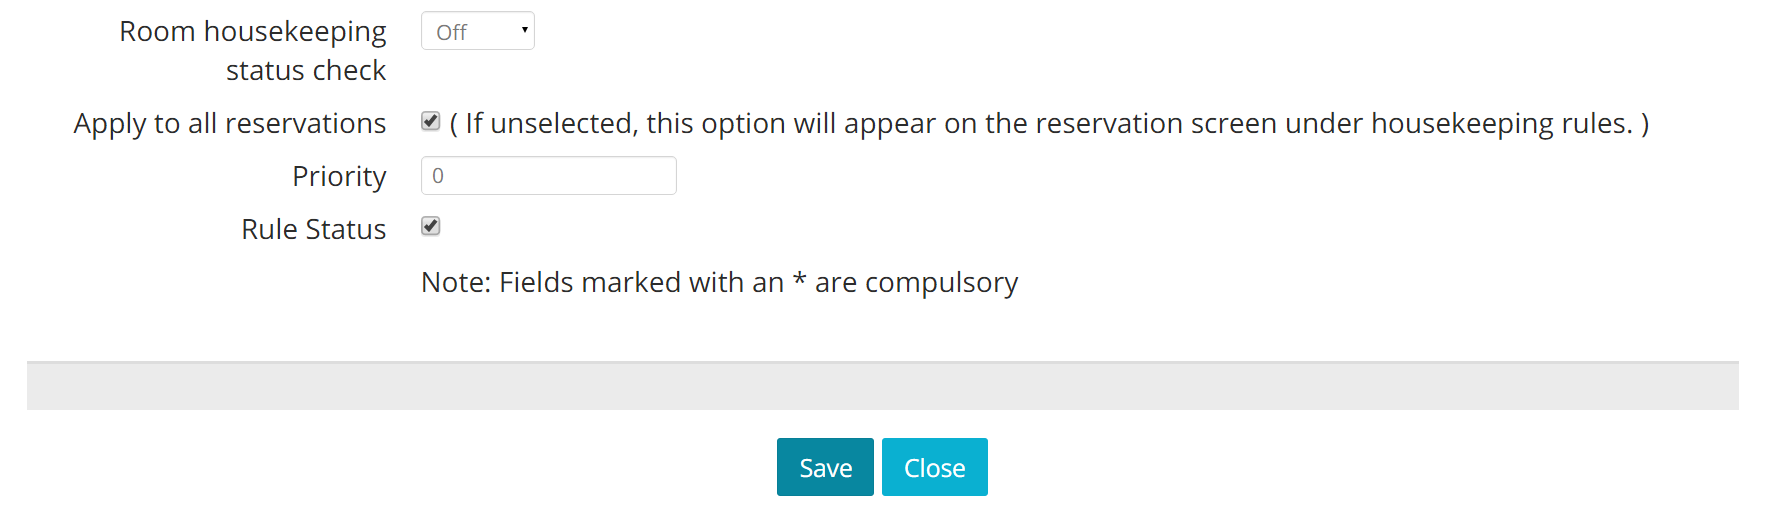 Room housekeeping
status check
Off
Apply to all reservations
( If unselected, this option will appear on the reservation screen under housekeeping rules. )
Priority
0
Rule Status
Note: Fields marked with an * are compulsory
Save
Close